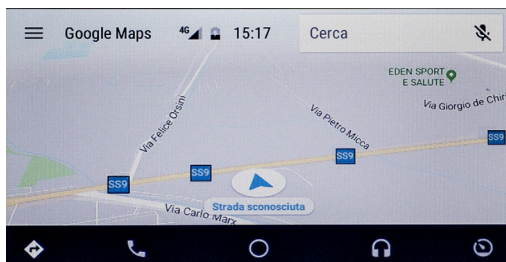 Google Maps
4G
15:17
Cerca
EDEN SPORT
E SALUTE
Via Giorgio de Chiri
Via Felice Orsini
Via Pietro Micca
SS9
SS9
SS9
SS9
Via Carlo Marx
Strada sconosciuta